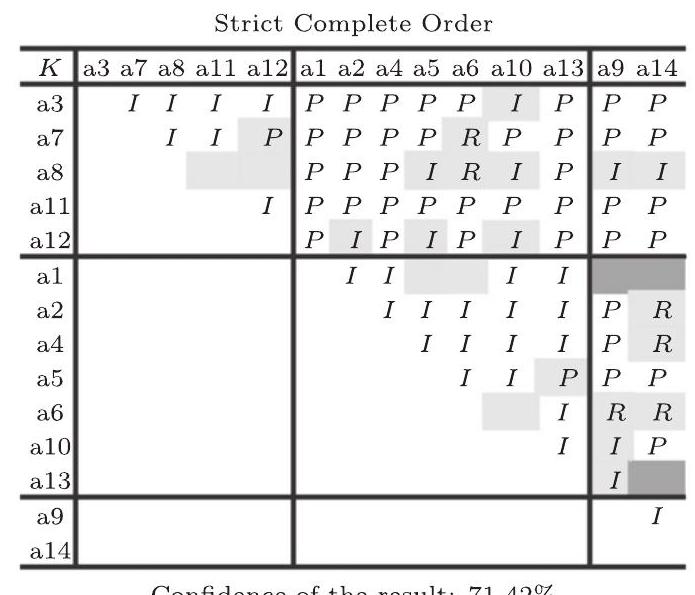 Strict Complete Order
K a3 a7 a8 a11 a12 a1 a2 a4 a5 a6 a10 a13 a9 a14
a3 I I I I P P P P P I P P P
a7 I I P P P P P R P P P P
a8 P P P I R I P I I
a11 I P P P P P P P P P
a12 P I P I P I P P P
a1 I I I I
a2 I I I I I P R
a4 I I I I P R
a5 I I P P P
a6 I R R
a10 I I P
a13 I
a9 I
a14
Confidence of the result: 71.42%